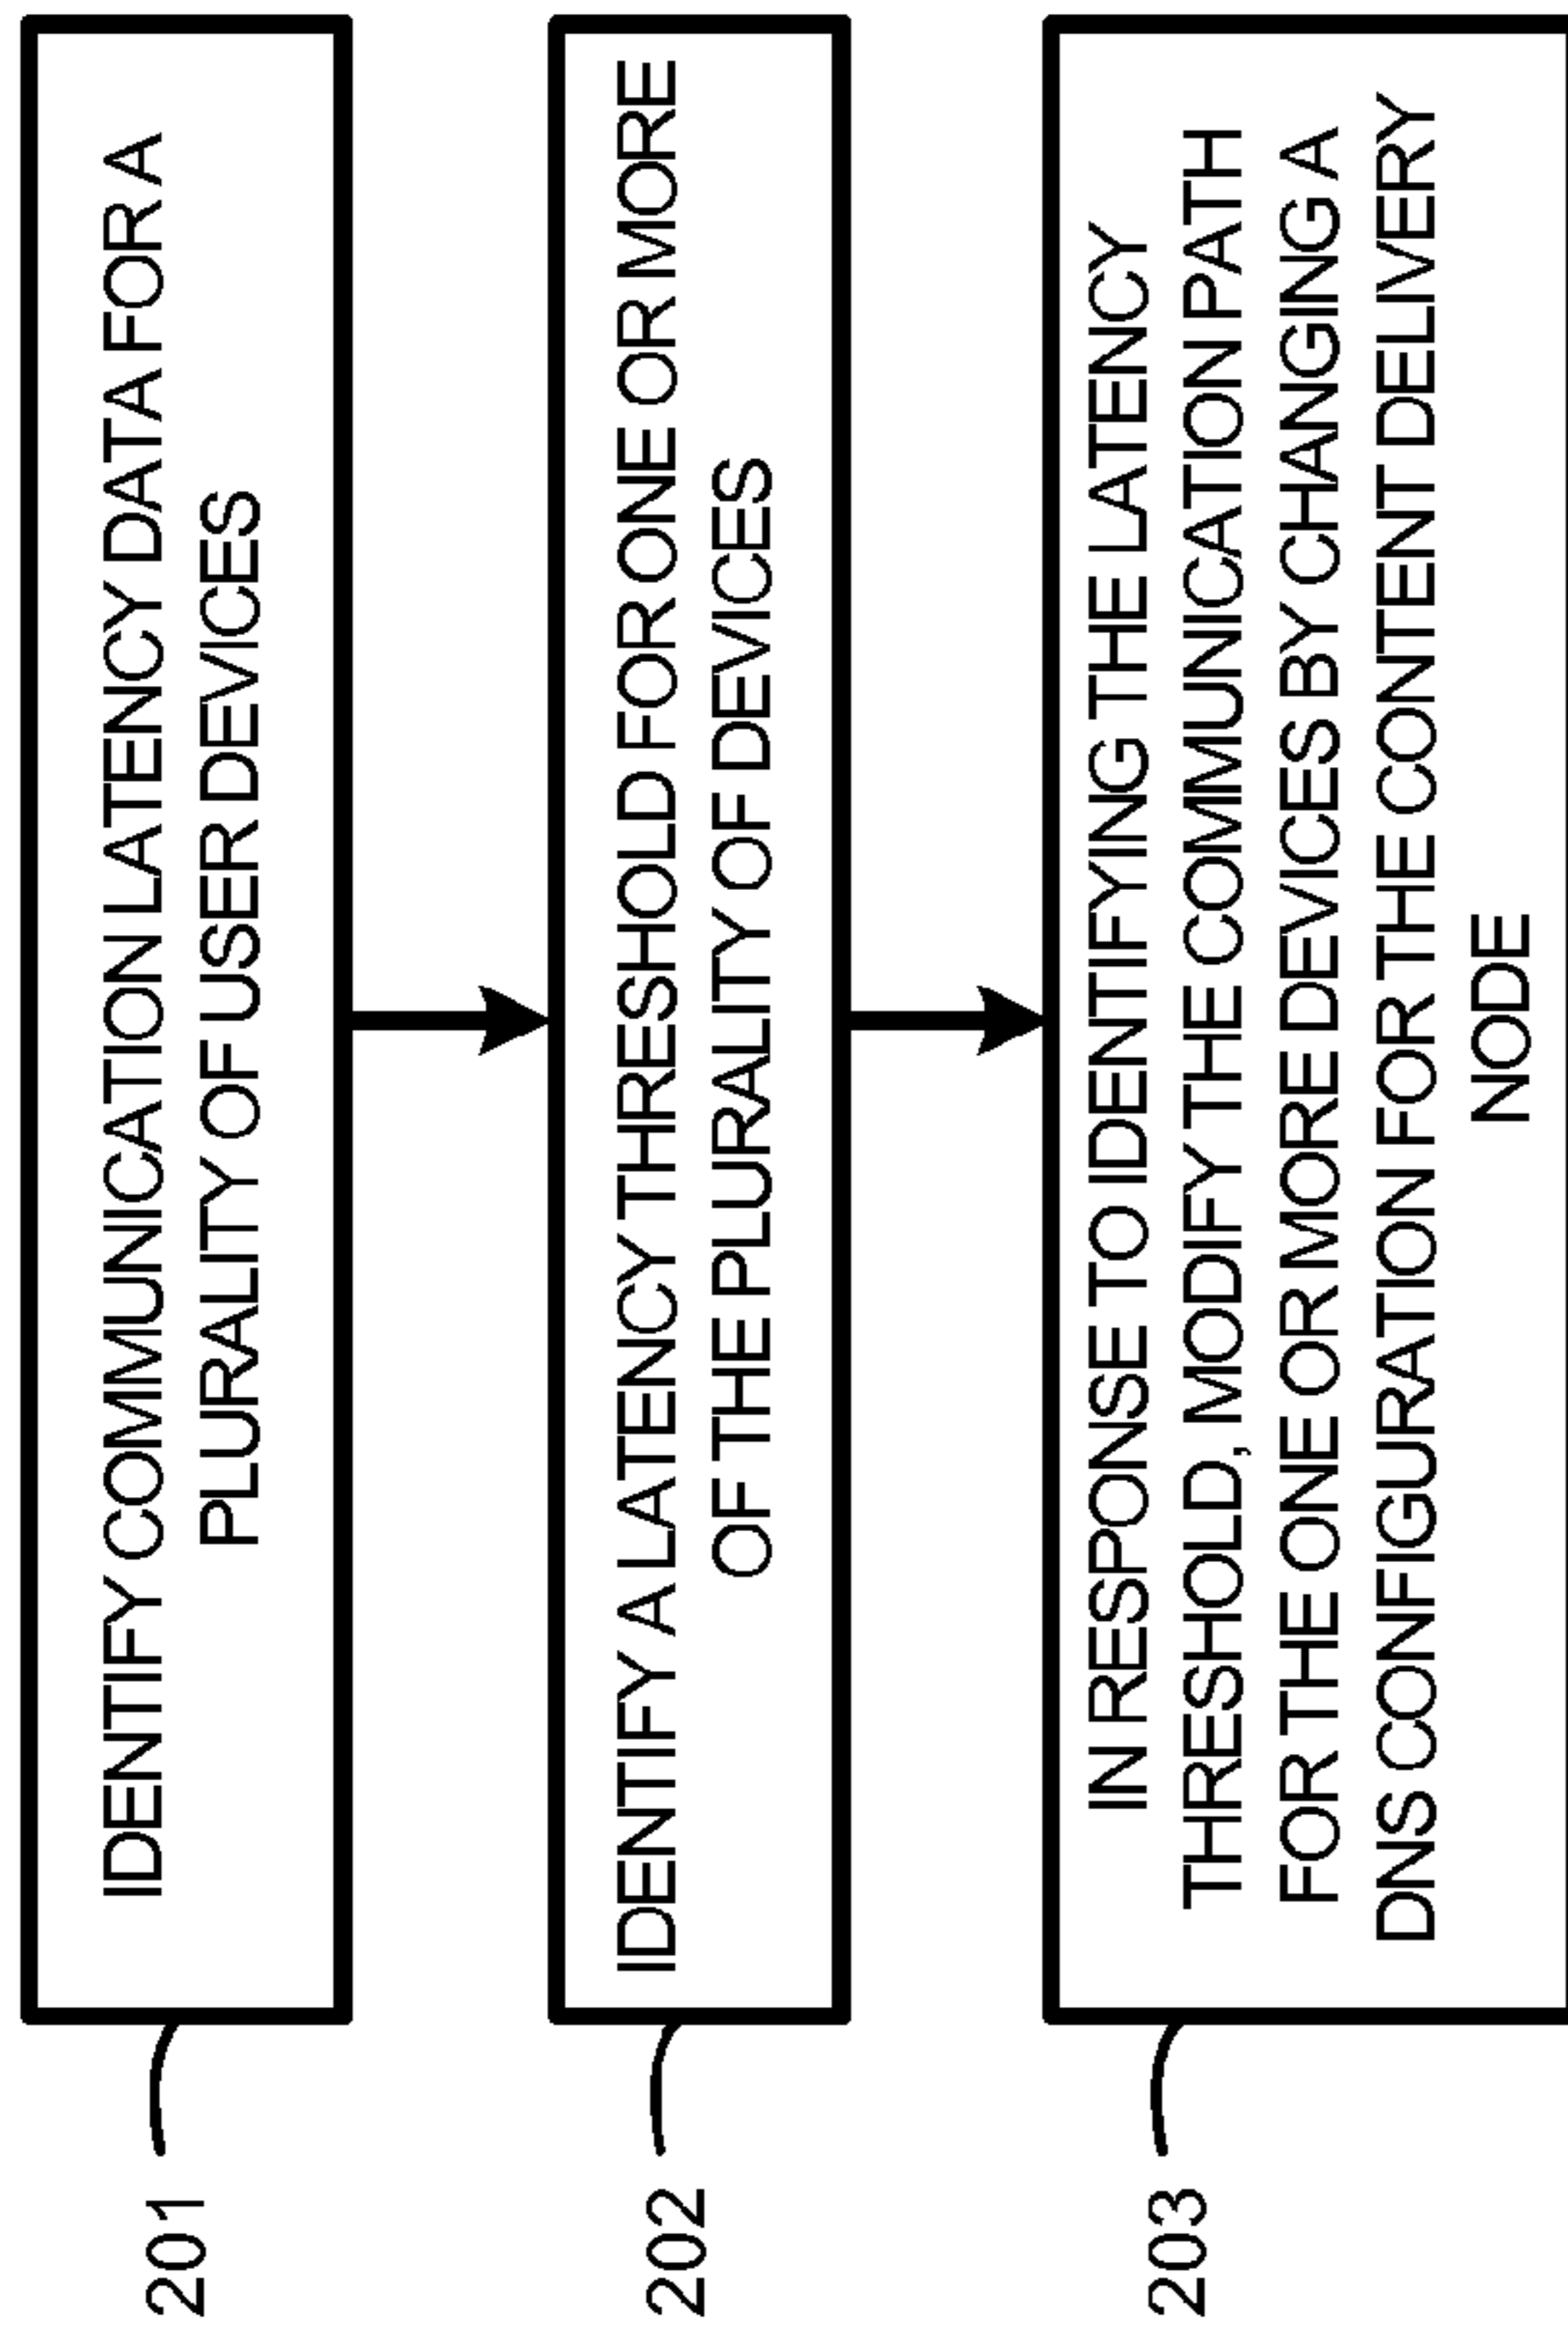 201
IDENTIFY COMMUNICATION LATENCY DATA FOR A
PLURALITY OF USER DEVICES
202
IDENTIFY A LATENCY THRESHOLD FOR ONE OR MORE
OF THE PLURALITY OF DEVICES
203
IN RESPONSE TO IDENTIFYING THE LATENCY
THRESHOLD, MODIFY THE COMMUNICATION PATH
FOR THE ONE OR MORE DEVICES BY CHANGING A
DNS CONFIGURATION FOR THE CONTENT DELIVERY
NODE